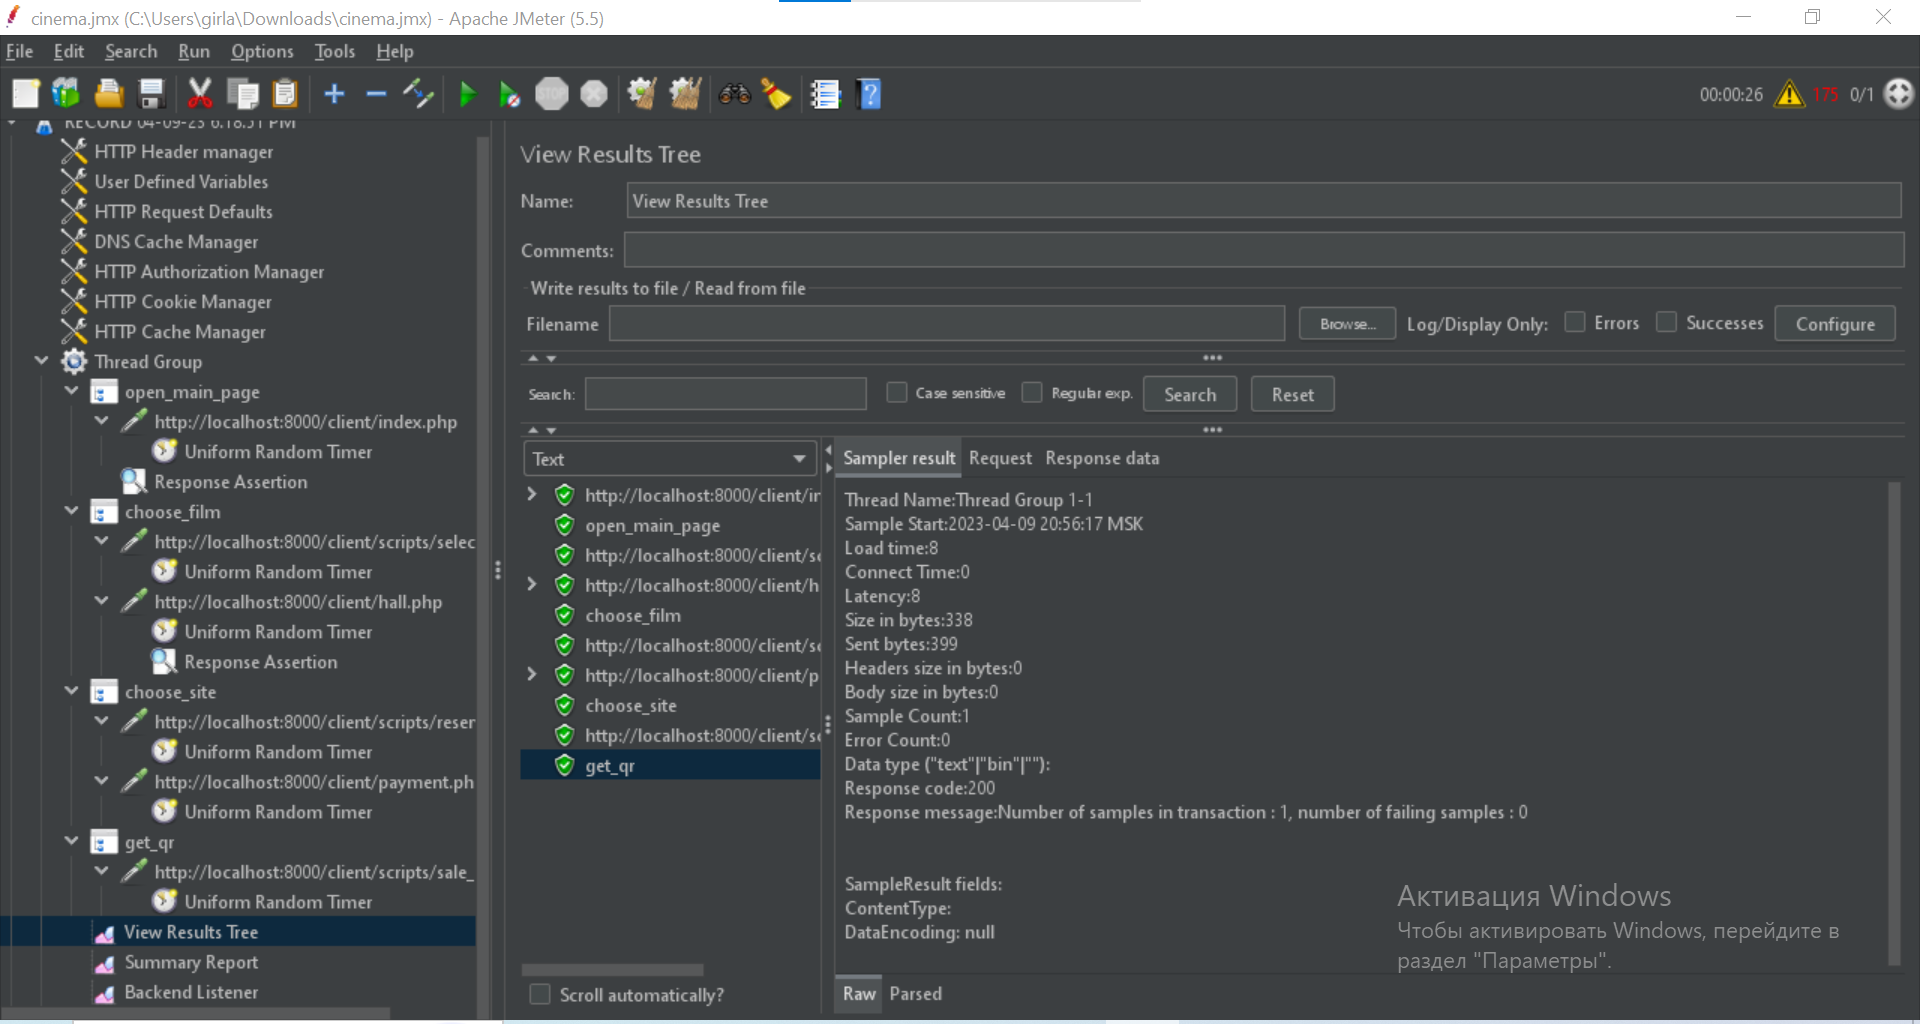 cinema.jmx (C:\Users\girla\Downloads\cinema.jmx) - Apache JMeter (5.5)
File Edit Search Run Options Tools Help
STOP
00:00:26 175 0/1
RECORD 04-09-23 6.18.51 PM
HTTP Header manager
User Defined Variables
HTTP Request Defaults
DNS Cache Manager
HTTP Authorization Manager
HTTP Cookie Manager
HTTP Cache Manager
Thread Group
open_main_page
http://localhost:8000/client/index.php
Uniform Random Timer
Response Assertion
choose_film
http://localhost:8000/client/scripts/selec
Uniform Random Timer
http://localhost:8000/client/hall.php
Uniform Random Timer
Response Assertion
choose_site
http://localhost:8000/client/scripts/reser
Uniform Random Timer
http://localhost:8000/client/payment.ph
Uniform Random Timer
get_qr
http://localhost:8000/client/scripts/sale_
Uniform Random Timer
View Results Tree
Summary Report
Backend Listener
View Results Tree
Name: View Results Tree
Comments:
Write results to file / Read from file
Filename Browse... Log/Display Only: Errors Successes Configure
Search: Case sensitive Regular exp. Search Reset
Text
http://localhost:8000/client/in
open_main_page
http://localhost:8000/client/sc
http://localhost:8000/client/h
choose_film
http://localhost:8000/client/sc
http://localhost:8000/client/p
choose_site
http://localhost:8000/client/sc
get_qr
Scroll automatically?
Sampler result Request Response data
Thread Name:Thread Group 1-1
Sample Start:2023-04-09 20:56:17 MSK
Load time:8
Connect Time:0
Latency:8
Size in bytes:338
Sent bytes:399
Headers size in bytes:0
Body size in bytes:0
Sample Count:1
Error Count:0
Data type ("text"|"bin"|""):
Response code:200
Response message:Number of samples in transaction : 1, number of failing samples : 0
SampleResult fields:
ContentType:
DataEncoding: null
Raw Parsed
Активация Windows
Чтобы активировать Windows, перейдите в
раздел "Параметры".